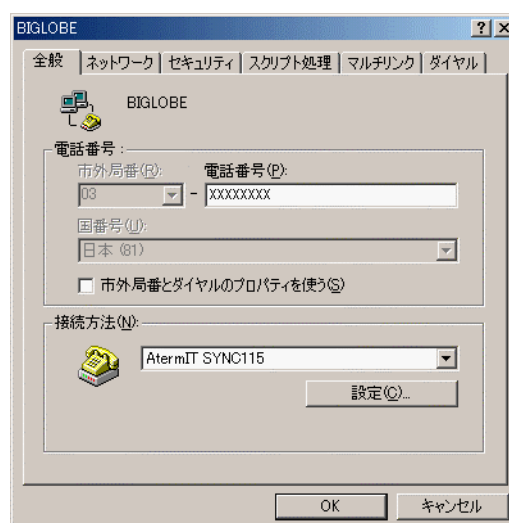 BIGLOBE
全般 ネットワーク セキュリティ スクリプト処理 マルチリンク ダイヤル
BIGLOBE
電話番号:
市外局番(R): 電話番号(P):
03 - XXXXXXXX
国番号(U):
日本 (81)
市外局番とダイヤルのプロパティを使う(S)
接続方法(N):
AtermIT SYNC115
設定(C)...
OK キャンセル